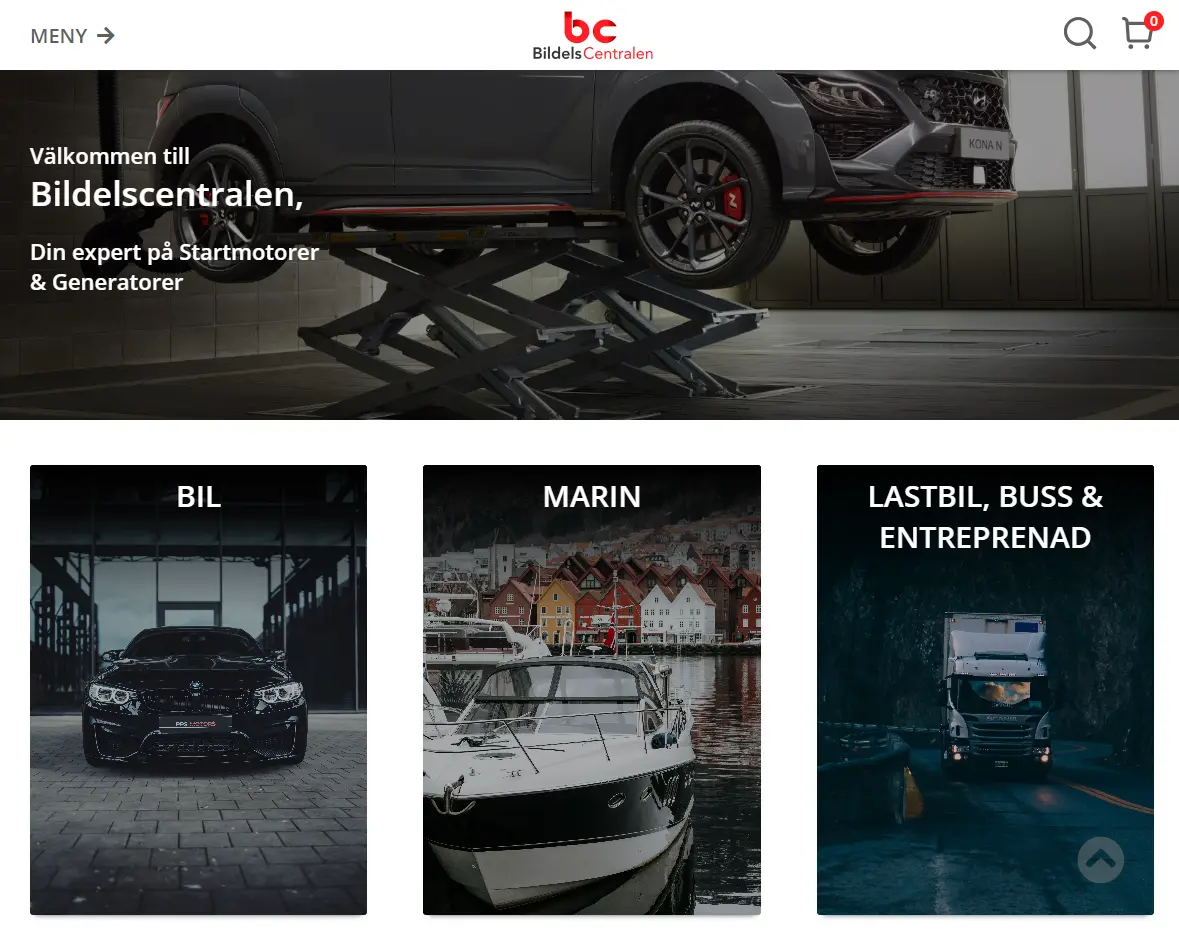 MENY
bc
BildelsCentralen
0
Välkommen till
Bildelscentralen,
Din expert på Startmotorer
& Generatorer
KONA N
BIL
MARIN
LASTBIL, BUSS &
ENTREPRENAD
PPS MOTORS
SCANIA